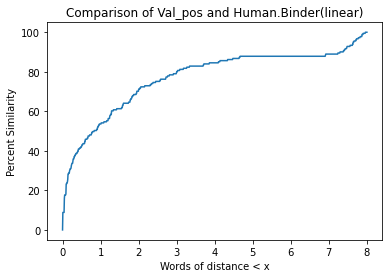 Comparison of Val_pos and Human.Binder(linear)
Percent Similarity
100
80
60
40
20
0
0 1 2 3 4 5 6 7 8
Words of distance < x